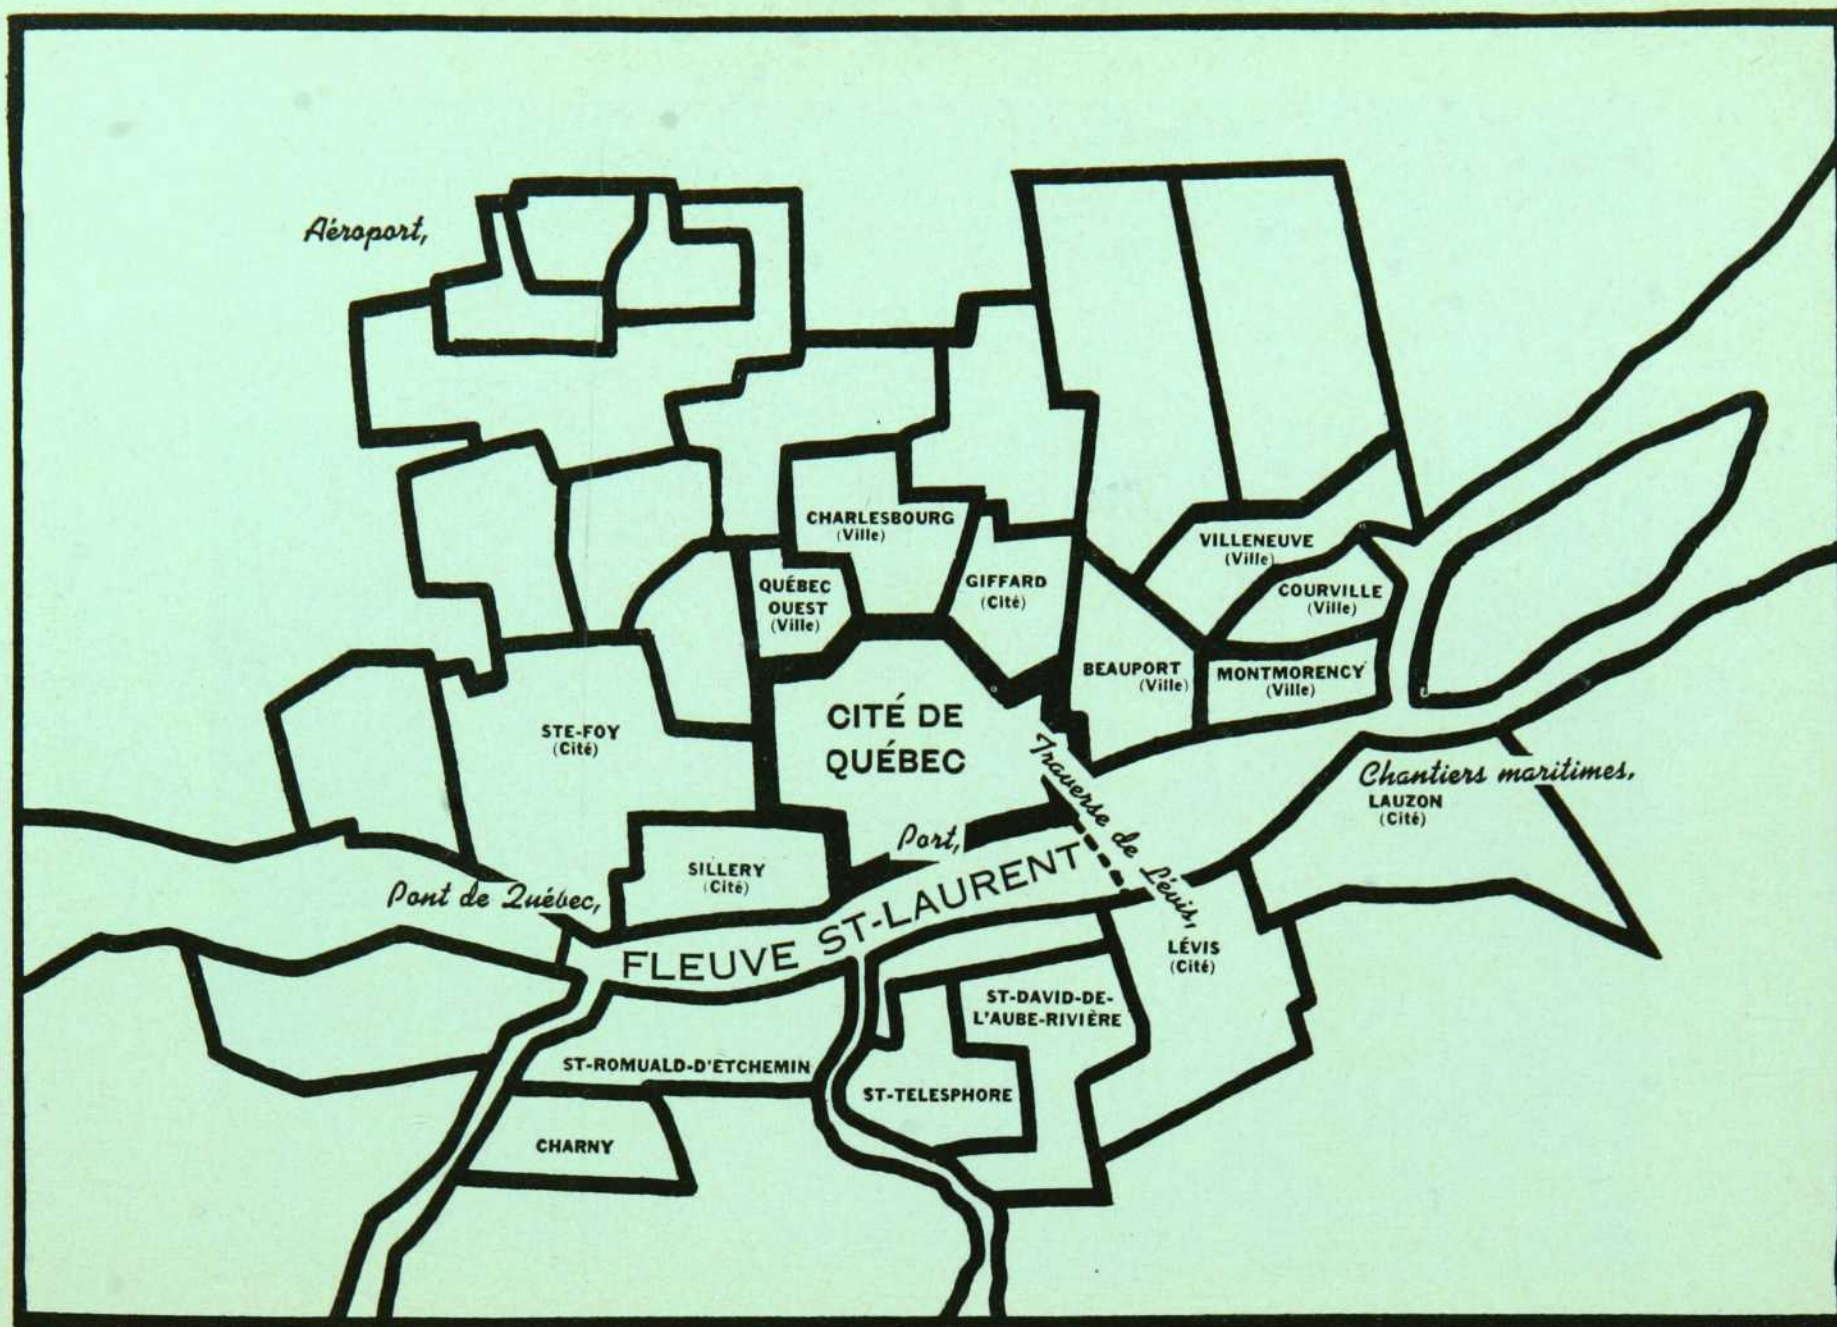 Aéroport,
CHARLESBOURG
(Ville)
VILLENEUVE
(Ville)
QUÉBEC
OUEST
(Ville)
GIFFARD
(Cité)
COURVILLE
(Ville)
BEAUPORT
(Ville)
MONTMORENCY
(Ville)
STE-FOY
(Cité)
CITÉ DE
QUÉBEC
Traverse de Lévis,
Chantiers maritimes.
LAUZON
(Cité)
Port,
SILLERY
(Cité)
Pont de Québec,
FLEUVE ST-LAURENT
LÉVIS
(Cité)
ST-DAVID-DE-
L'AUBE-RIVIÈRE
ST-ROMUALD-D'ETCHEMIN
ST-TELESPHORE
CHARNY